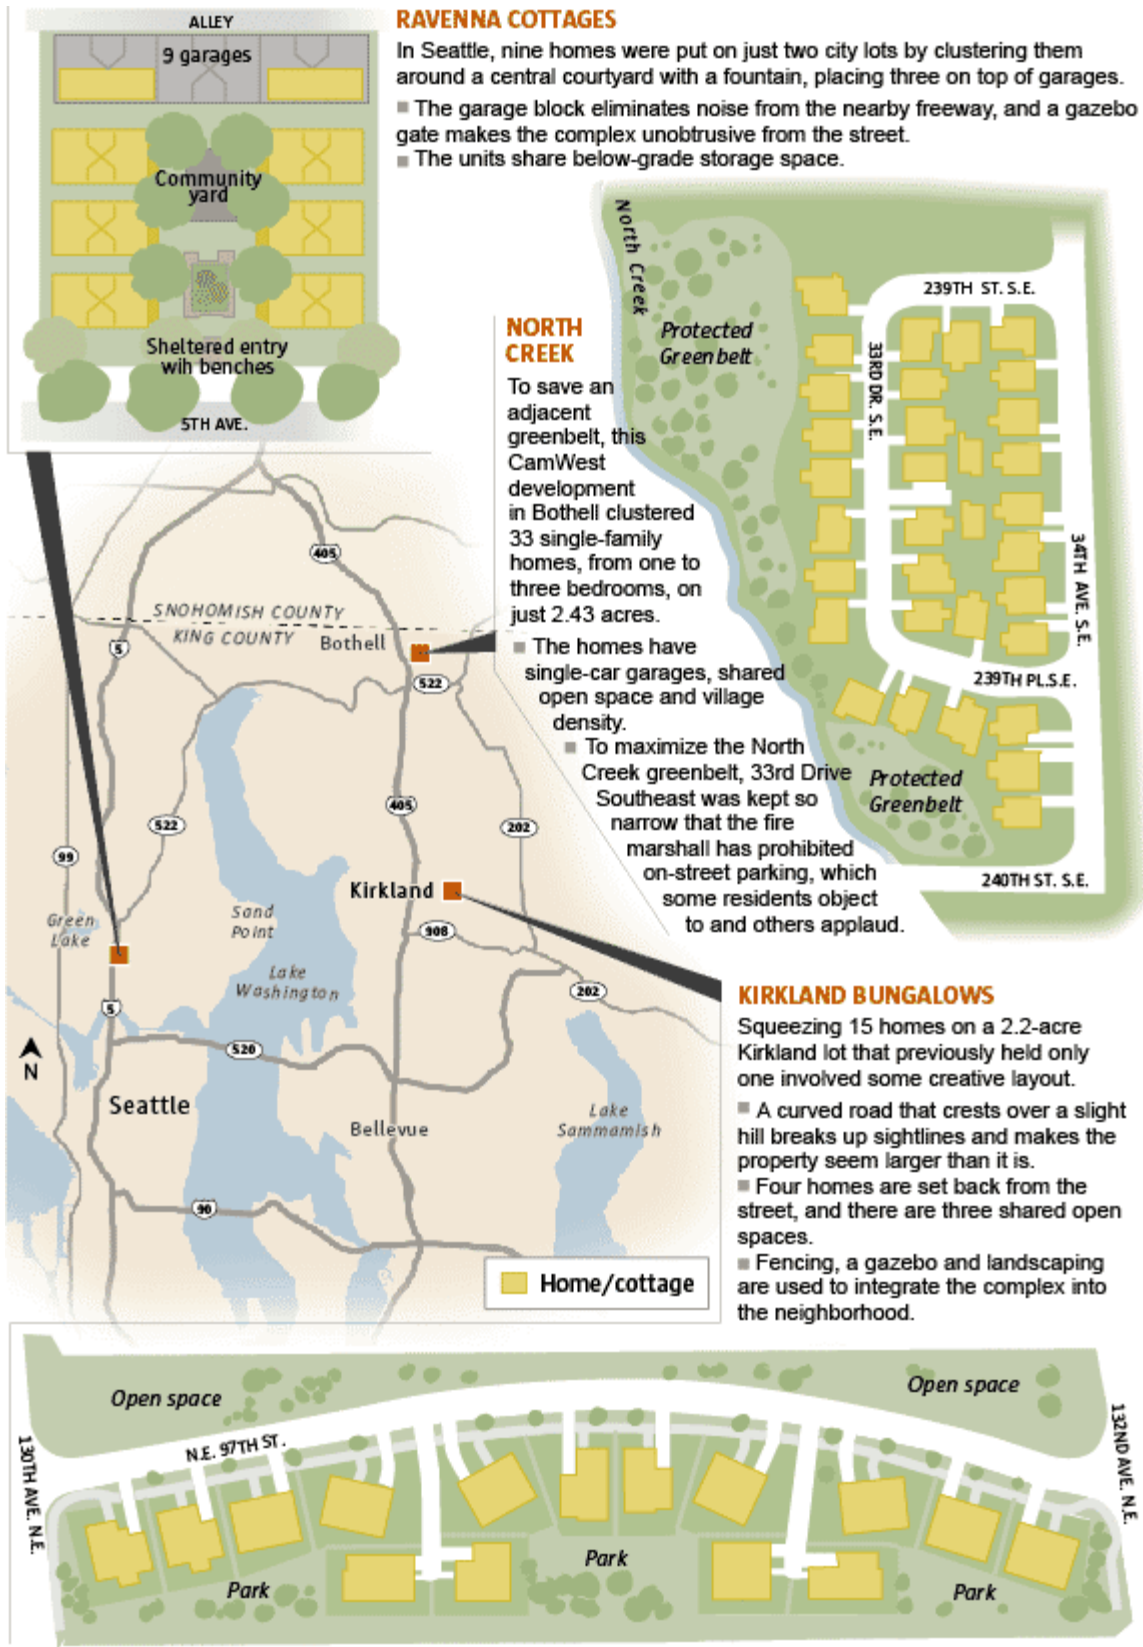 ALLEY
9 garages
Community
yard
Sheltered entry
wih benches
5TH AVE.
RAVENNA COTTAGES
In Seattle, nine homes were put on just two city lots by clustering them
around a central courtyard with a fountain, placing three on top of garages.
The garage block eliminates noise from the nearby freeway, and a gazebo
gate makes the complex unobtrusive from the street.
The units share below-grade storage space.
North Creek
Protected
Greenbelt
239TH ST. S.E.
33RD DR. S.E.
34TH AVE. S.E.
239TH PL.S.E.
Protected
Greenbelt
240TH ST. S.E.
NORTH
CREEK
To save an
adjacent
greenbelt, this
CamWest
development
in Bothell clustered
33 single-family
homes, from one to
three bedrooms, on
just 2.43 acres.
The homes have
single-car garages, shared
open space and village
density.
To maximize the North
Creek greenbelt, 33rd Drive
Southeast was kept so
narrow that the fire
marshall has prohibited
on-street parking, which
some residents object
to and others applaud.
405
SNOHOMISH COUNTY
KING COUNTY
Bothell
5
522
405
522
202
99
Kirkland
Green
Lake
Sand
Point
908
Lake
Washington
202
5
N
520
Seattle
Bellevue
Lake
Sammamish
90
Home/cottage
KIRKLAND BUNGALOWS
Squeezing 15 homes on a 2.2-acre
Kirkland lot that previously held only
one involved some creative layout.
A curved road that crests over a slight
hill breaks up sightlines and makes the
property seem larger than it is.
Four homes are set back from the
street, and there are three shared open
spaces.
Fencing, a gazebo and landscaping
are used to integrate the complex into
the neighborhood.
Open space
Open space
130TH AVE. N.E.
N.E. 97TH ST.
132ND AVE. N.E.
Park
Park
Park